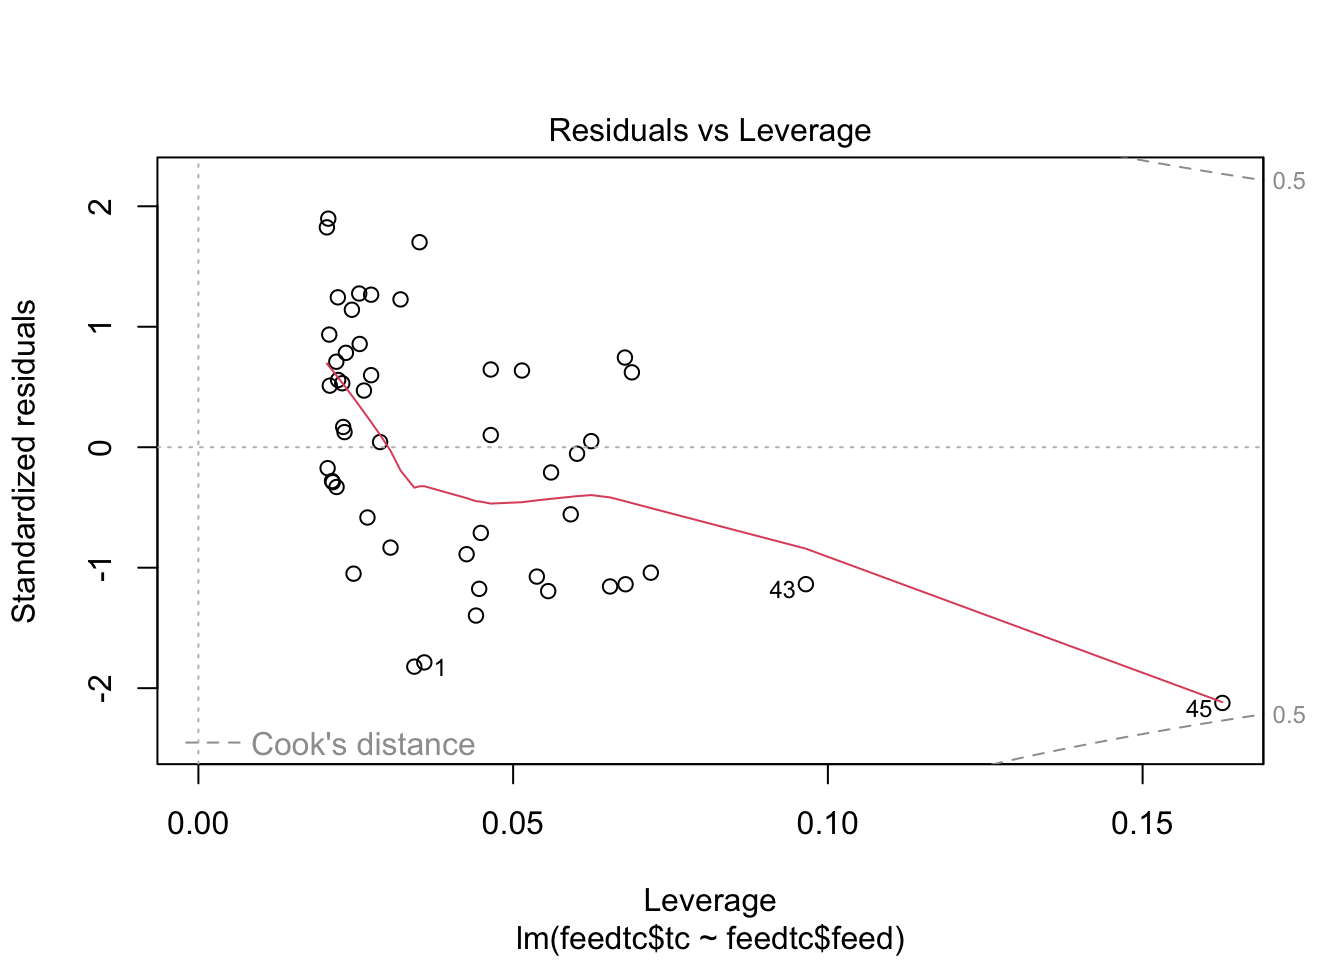 Residuals vs Leverage
Standardized residuals
2
1
0
-1
-2
0.5
0.5
43
1
45
Cook's distance
0.00 0.05 0.10 0.15
Leverage
lm(feedtc$tc ~ feedtc$feed)